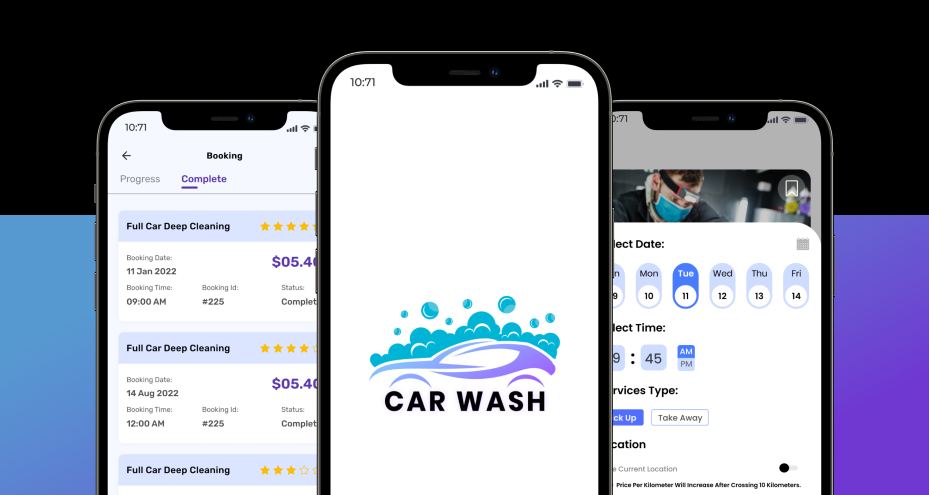 10:71
Booking
Progress
Complete
Full Car Deep Cleaning
Booking Date:
11 Jan 2022
$05.40
Booking Time:
Booking Id:
Status:
09:00 AM
#225
Complet
Full Car Deep Cleaning
Booking Date:
14 Aug 2022
$05.40
Booking Time:
Booking Id:
Status:
12:00 AM
#225
Complet
Full Car Deep Cleaning
10:71
CAR WASH
0:71
lect Date:
n
Mon
Tue
Wed
Thu
Fri
9
10
11
12
13
14
lect Time:
9 : 45
AM
PM
rvices Type:
ck Up
Take Away
cation
e Current Location
Price Per Kilometer Will Increase After Crossing 10 Kilometers.